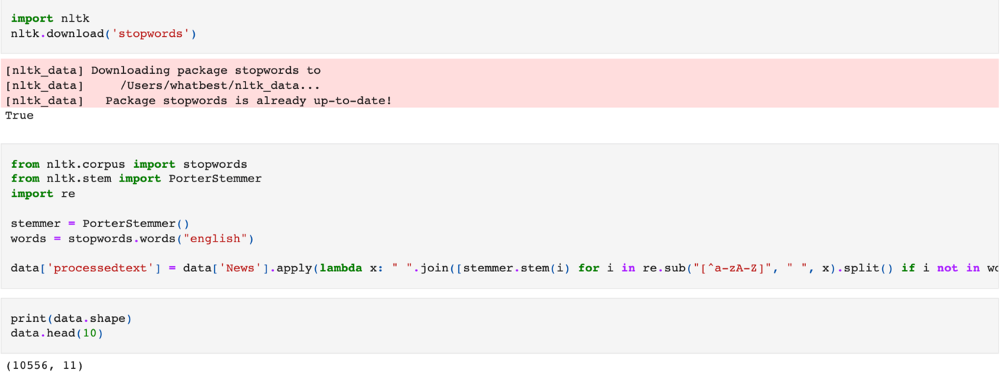 import nltk
nltk.download('stopwords')
[nltk_data] Downloading package stopwords to
[nltk_data]     /Users/whatbest/nltk_data...
[nltk_data]   Package stopwords is already up-to-date!
True
from nltk.corpus import stopwords
from nltk.stem import PorterStemmer
import re
stemmer = PorterStemmer()
words = stopwords.words("english")
data['processedtext'] = data['News'].apply(lambda x: " ".join([stemmer.stem(i) for i in re.sub("[^a-zA-Z]", " ", x).split() if i not in
print(data.shape)
data.head(10)
(10556, 11)